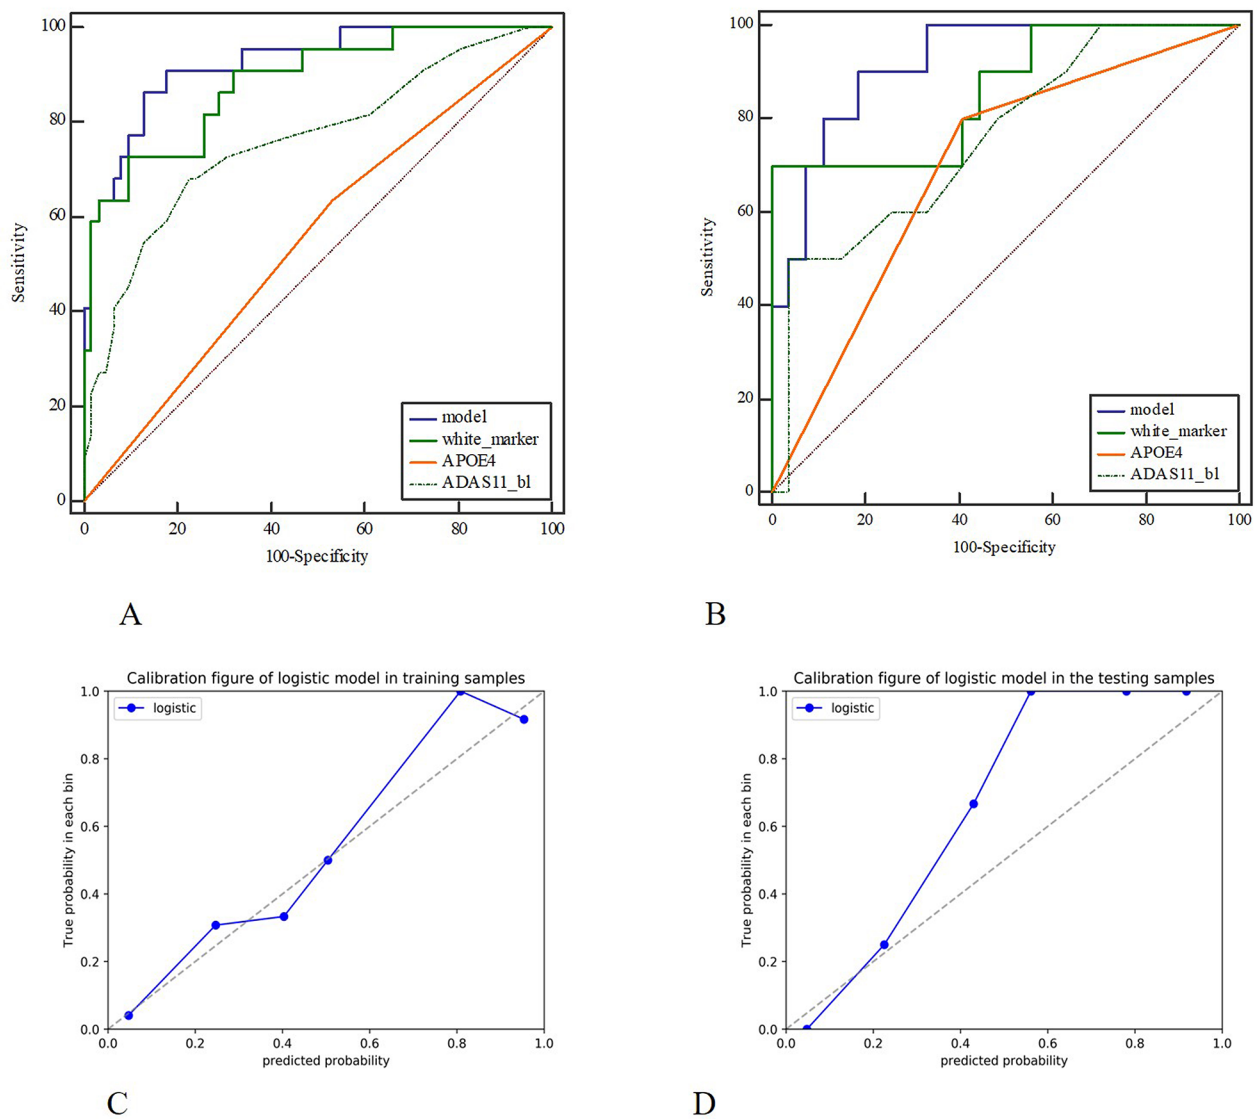 100
80
60
40
20
0
Sensitivity
model
white_marker
APOE4
ADAS11_bl
0 20 40 60 80 100
100-Specificity
A
100
80
60
40
20
0
Sensitivity
model
white_marker
APOE4
ADAS11_bl
0 20 40 60 80 100
100-Specificity
B
Calibration figure of logistic model in training samples
logistic
1.0
0.8
0.6
0.4
0.2
0.0
True probability in each bin
0.0 0.2 0.4 0.6 0.8 1.0
predicted probability
C
Calibration figure of logistic model in the testing samples
logistic
1.0
0.8
0.6
0.4
0.2
0.0
True probability in each bin
0.0 0.2 0.4 0.6 0.8 1.0
predicted probability
D